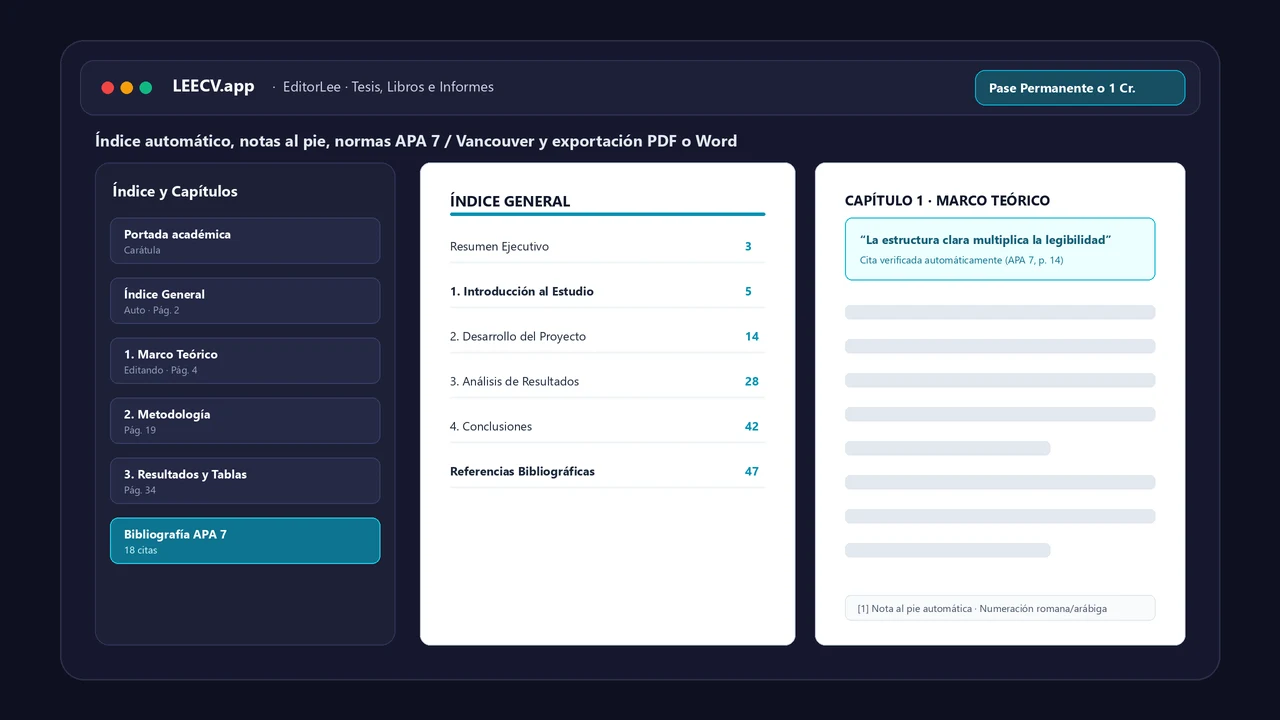 LEECV.app · EditorLee · Tesis, Libros e Informes
Pase Permanente o 1 Cr.
Índice automático, notas al pie, normas APA 7 / Vancouver y exportación PDF o Word
Índice y Capítulos
Portada académica
Carátula
Índice General
Auto · Pág. 2
1. Marco Teórico
Editando · Pág. 4
2. Metodología
Pág. 19
3. Resultados y Tablas
Pág. 34
Bibliografía APA 7
18 citas
ÍNDICE GENERAL
Resumen Ejecutivo 3
1. Introducción al Estudio 5
2. Desarrollo del Proyecto 14
3. Análisis de Resultados 28
4. Conclusiones 42
Referencias Bibliográficas 47
CAPÍTULO 1 · MARCO TEÓRICO
“La estructura clara multiplica la legibilidad”
Cita verificada automáticamente (APA 7, p. 14)
[1] Nota al pie automática · Numeración romana/arábiga